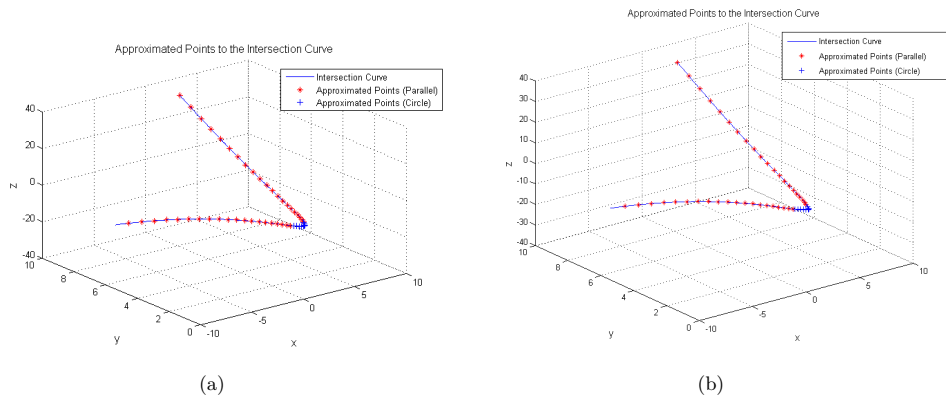 Approximated Points to the Intersection Curve
Intersection Curve
Approximated Points (Parallel)
Approximated Points (Circle)
40
20
0
-20
-40
z
10
8
6
4
2
0
y
-10
-5
0
5
10
x
(a)
Approximated Points to the Intersection Curve
Intersection Curve
Approximated Points (Parallel)
Approximated Points (Circle)
40
30
20
10
0
-10
-20
-30
-40
z
10
8
6
4
2
0
y
-10
-5
0
5
10
x
(b)